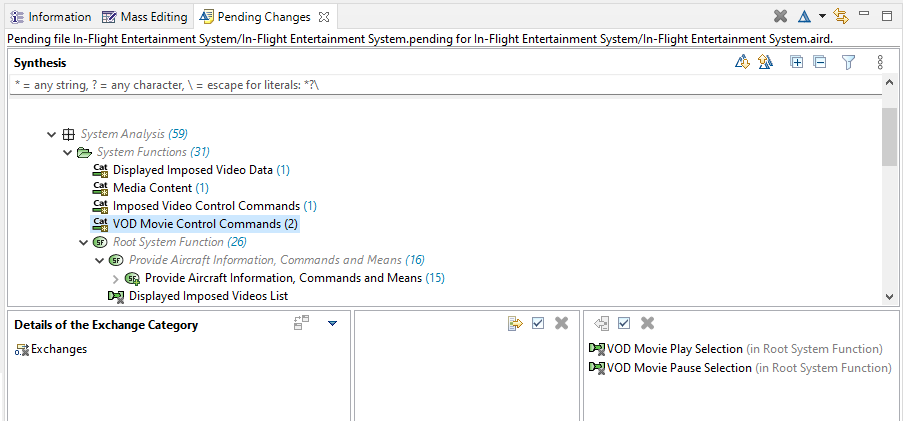 Information Mass Editing Pending Changes
Pending file In-Flight Entertainment System/In-Flight Entertainment System.pending for In-Flight Entertainment System/In-Flight Entertainment System.aird.
Synthesis
* = any string, ? = any character, \ = escape for literals: *?\
System Analysis (59)
System Functions (31)
Cat Displayed Imposed Video Data (1)
Cat Media Content (1)
Cat Imposed Video Control Commands (1)
Cat VOD Movie Control Commands (2)
SF Root System Function (26)
SF Provide Aircraft Information, Commands and Means (16)
SF Provide Aircraft Information, Commands and Means (15)
Displayed Imposed Videos List
Details of the Exchange Category
Exchanges
VOD Movie Play Selection (in Root System Function)
VOD Movie Pause Selection (in Root System Function)